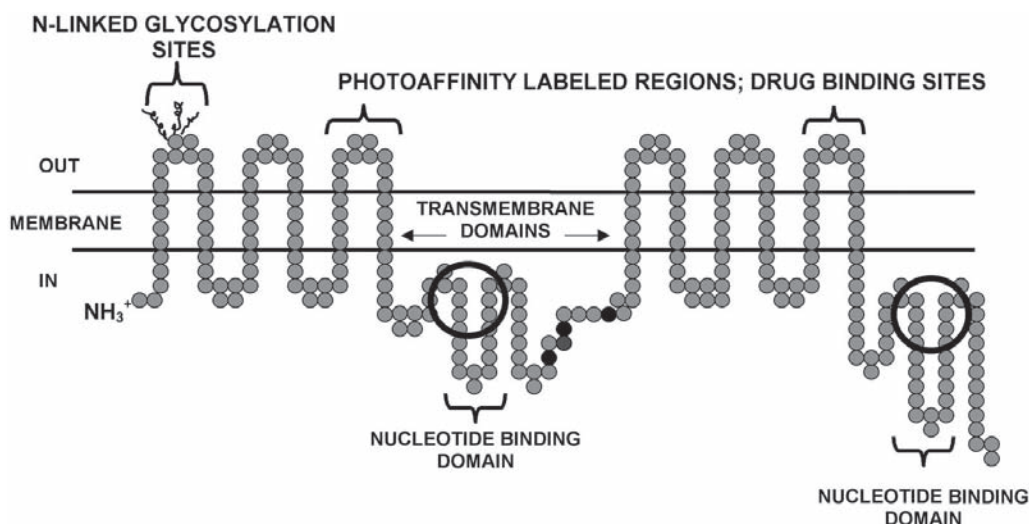 N-LINKED GLYCOSYLATION
SITES
PHOTOAFFINITY LABELED REGIONS; DRUG BINDING SITES
OUT
MEMBRANE
TRANSMEMBRANE
DOMAINS
IN
NH₃⁺
NUCLEOTIDE BINDING
DOMAIN
NUCLEOTIDE BINDING
DOMAIN